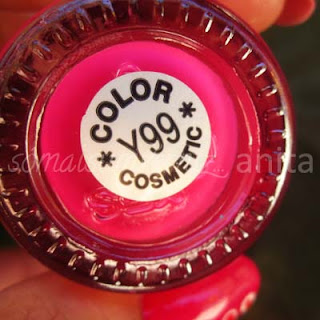 COLOR
* Y99 *
COSMETIC
anita